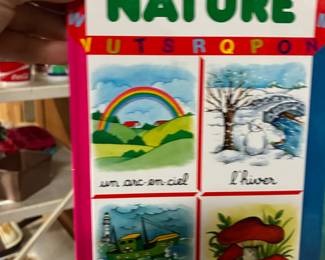 NATURE
W V U T S R Q P O N
un arc-en-ciel
l'hiver